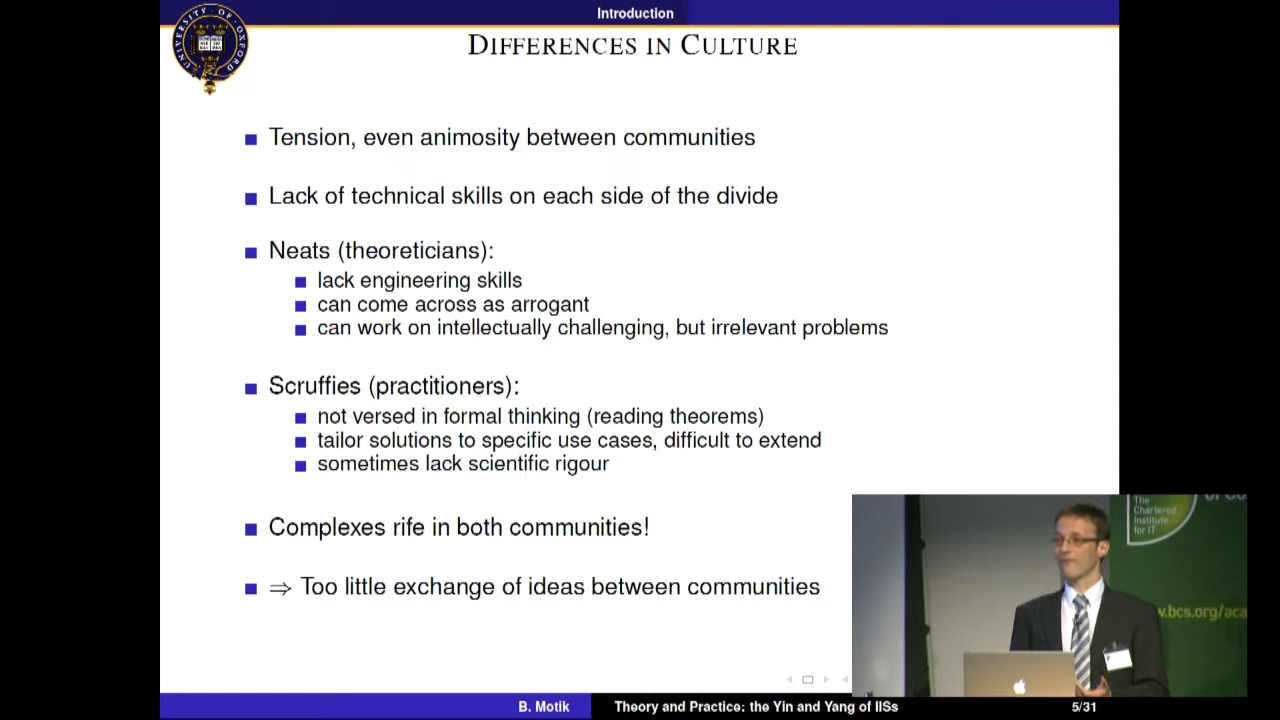 Introduction
DIFFERENCES IN CULTURE
UNIVERSITY OF OXFORD
Tension, even animosity between communities
Lack of technical skills on each side of the divide
Neats (theoreticians):
lack engineering skills
can come across as arrogant
can work on intellectually challenging, but irrelevant problems
Scruffies (practitioners):
not versed in formal thinking (reading theorems)
tailor solutions to specific use cases, difficult to extend
sometimes lack scientific rigour
Complexes rife in both communities!
⇒ Too little exchange of ideas between communities
The
Chartered
Institute
for IT
w.bcs.org/aca
B. Motik
Theory and Practice: the Yin and Yang of IISs
5/31